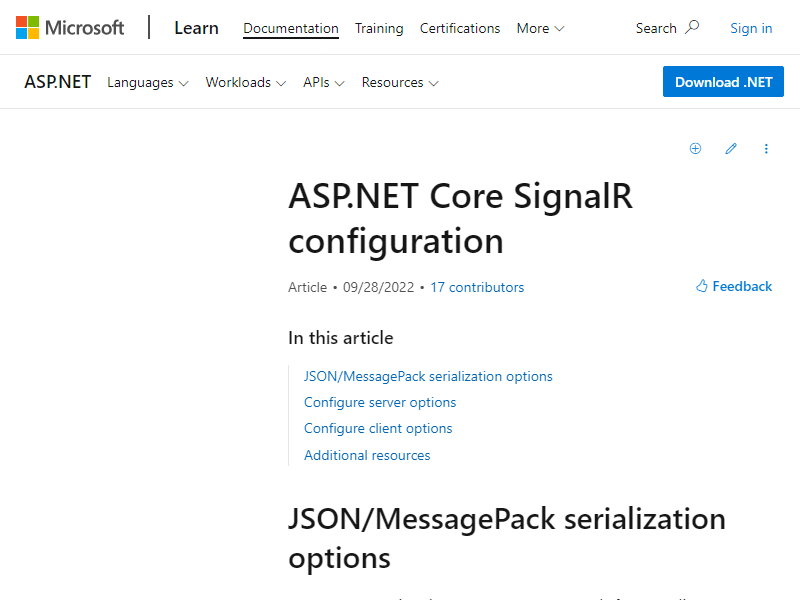 Microsoft Learn Documentation Training Certifications More Search Sign in
ASP.NET Languages Workloads APIs Resources Download .NET
ASP.NET Core SignalR
configuration
Article • 09/28/2022 • 17 contributors Feedback
In this article
JSON/MessagePack serialization options
Configure server options
Configure client options
Additional resources
JSON/MessagePack serialization
options